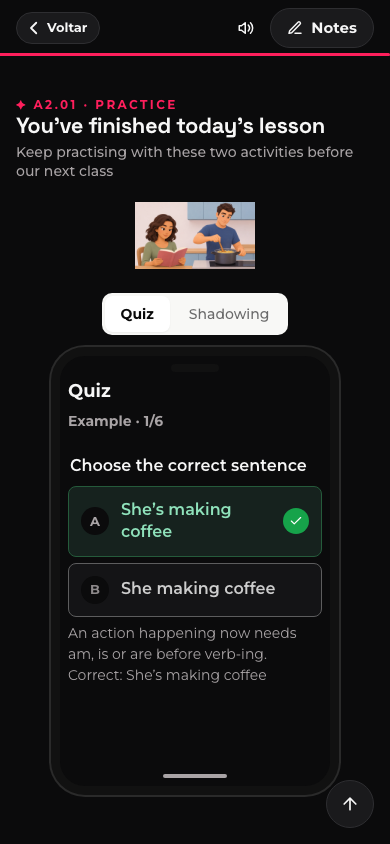 Voltar
Notes
A2.01 · PRACTICE
You've finished today's lesson
Keep practising with these two activities before
our next class
Quiz
Shadowing
Quiz
Example · 1/6
Choose the correct sentence
A
She's making
coffee
B
She making coffee
An action happening now needs
am, is or are before verb-ing.
Correct: She's making coffee